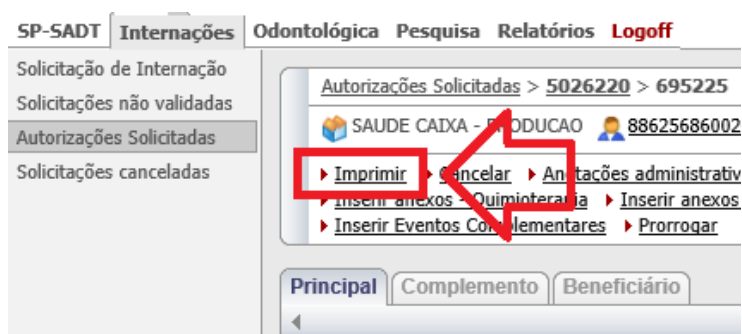 SP-SADT Internações Odontológica Pesquisa Relatórios Logoff
Solicitação de Internação
Solicitações não validadas
Autorizações Solicitadas
Solicitações canceladas
Autorizações Solicitadas > 5026220 > 695225
SAUDE CAIXA - PRODUCAO 88625686002
Imprimir Cancelar Anotações administrativ
Inserir anexos - Quimioterapia Inserir anexos
Inserir Eventos Complementares Prorrogar
Principal Complemento Beneficiário